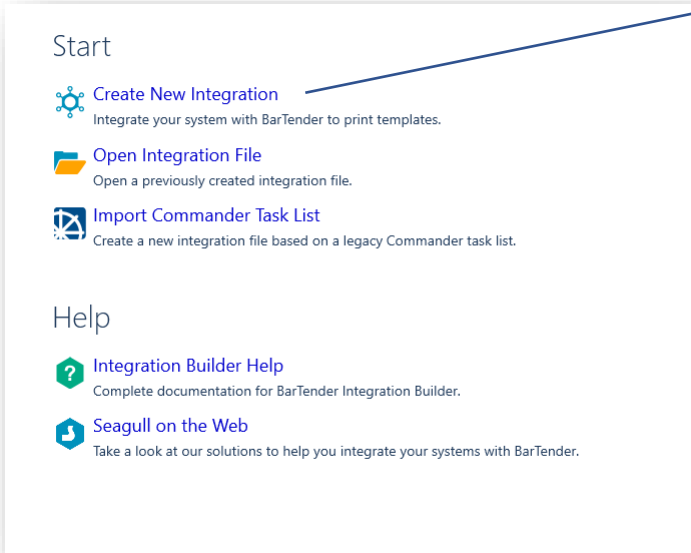 Start
Create New Integration
Integrate your system with BarTender to print templates.
Open Integration File
Open a previously created integration file.
Import Commander Task List
Create a new integration file based on a legacy Commander task list.
Help
Integration Builder Help
Complete documentation for BarTender Integration Builder.
Seagull on the Web
Take a look at our solutions to help you integrate your systems with BarTender.